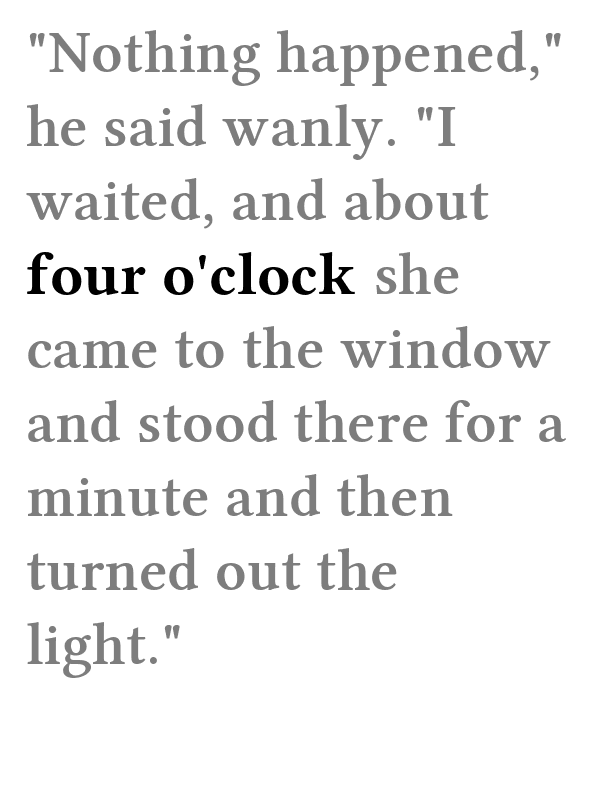 "Nothing happened,"
he said wanly. "I
waited, and about
four o'clock she
came to the window
and stood there for a
minute and then
turned out the
light."